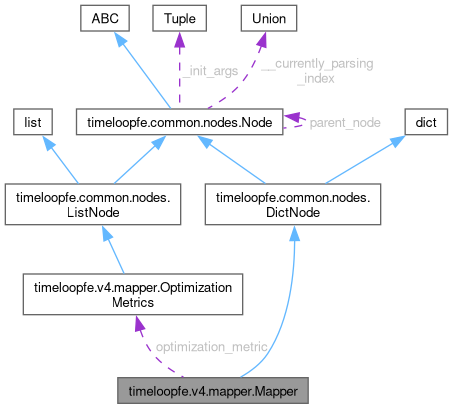 ABC
Tuple
Union
_init_args
__currently_parsing
_index
list
timeloopfe.common.nodes.Node
parent_node
dict
timeloopfe.common.nodes.
ListNode
timeloopfe.common.nodes.
DictNode
timeloopfe.v4.mapper.Optimization
Metrics
optimization_metric
timeloopfe.v4.mapper.Mapper